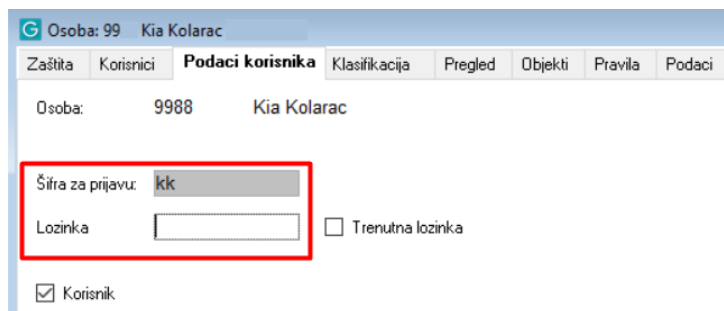 G Osoba: 99 Kia Kolarac
Zaštita Korisnici Podaci korisnika Klasifikacija Pregled Objekti Pravila Podaci
Osoba: 9988 Kia Kolarac
Šifra za prijavu: kk
Lozinka Trenutna lozinka
Korisnik